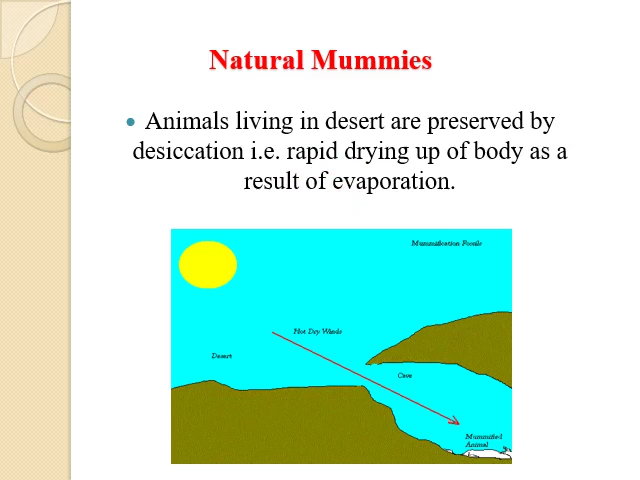 Natural Mummies
Animals living in desert are preserved by
desiccation i.e. rapid drying up of body as a
result of evaporation.
Mummification Fossils
Hot Dry Winds
Desert
Cave
Mummified
Animal